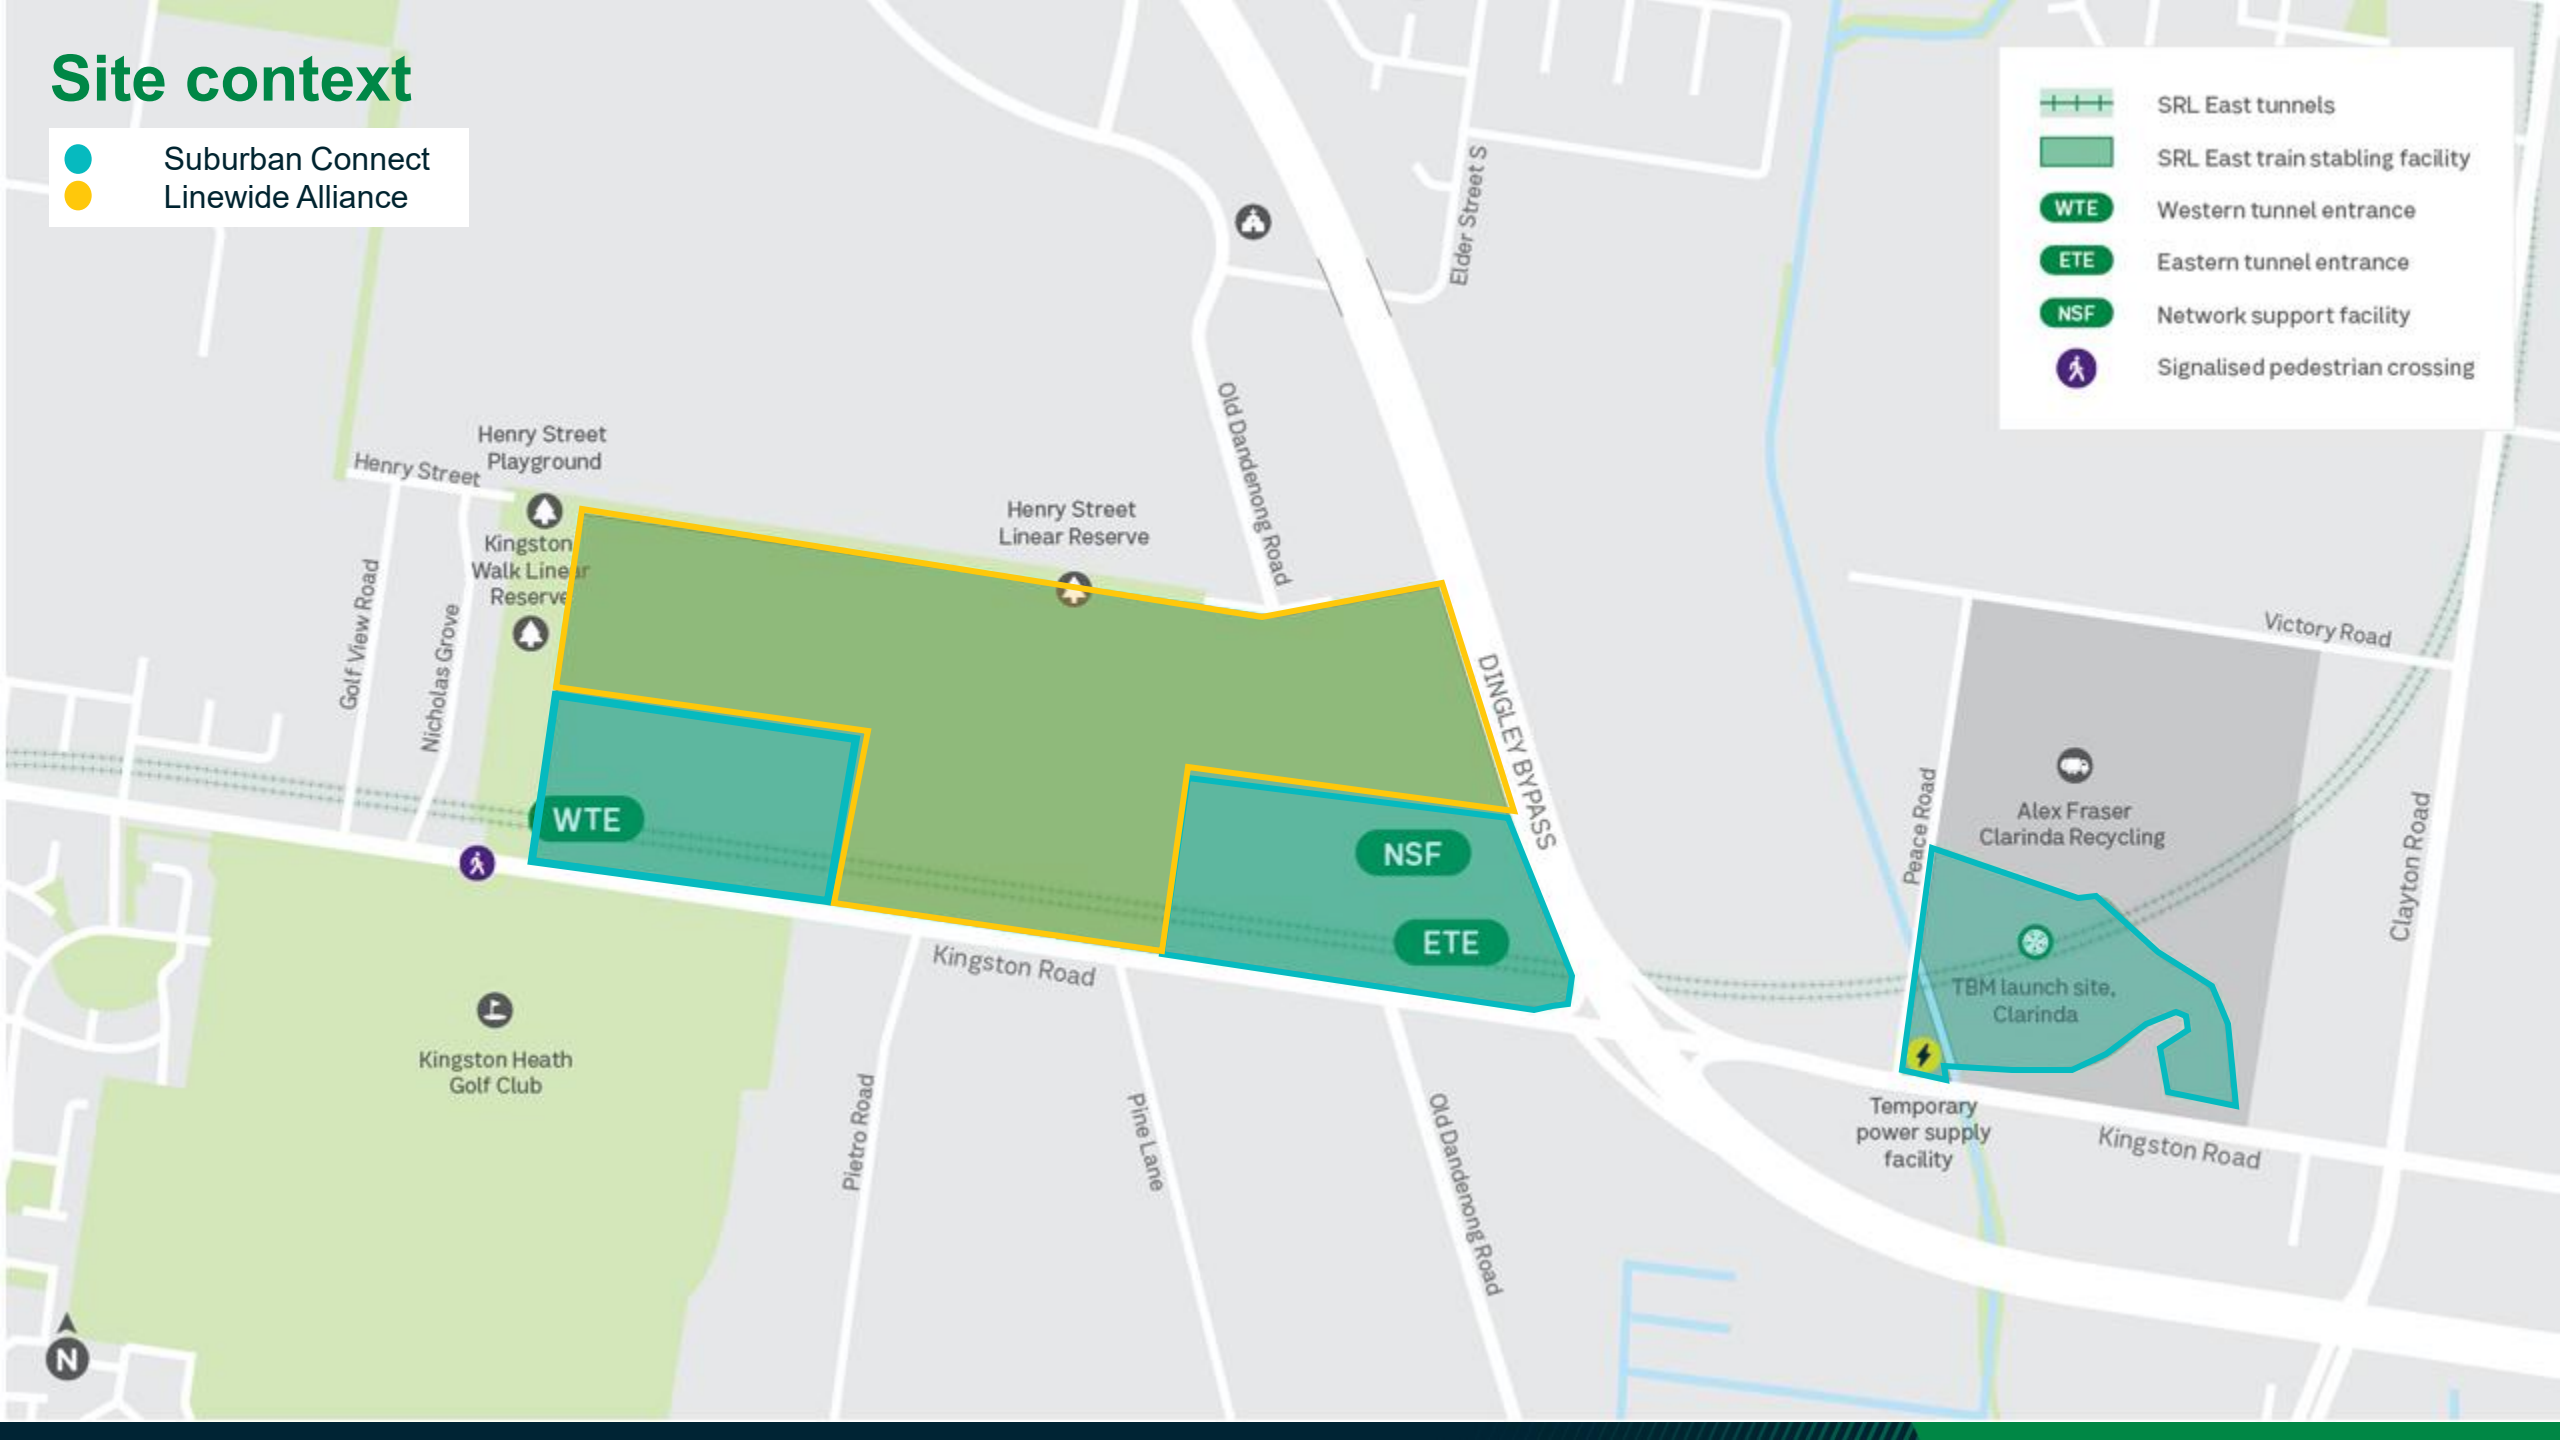 Site context
Suburban Connect
Linewide Alliance
SRL East tunnels
SRL East train stabling facility
WTE
Western tunnel entrance
ETE
Eastern tunnel entrance
NSF
Network support facility
Signalised pedestrian crossing
Elder Street S
Old Dandenong Road
Henry Street
Playground
Henry Street
Henry Street
Linear Reserve
Kingston
Walk Linear
Reserve
Golf View Road
Nicholas Grove
DINGLEY BYPASS
Victory Road
Peace Road
Alex Fraser
Clarinda Recycling
Clayton Road
WTE
NSF
ETE
TBM launch site,
Clarinda
Kingston Road
Kingston Heath
Golf Club
Pietro Road
Pine Lane
Old Dandenong Road
Temporary
power supply
facility
Kingston Road
N